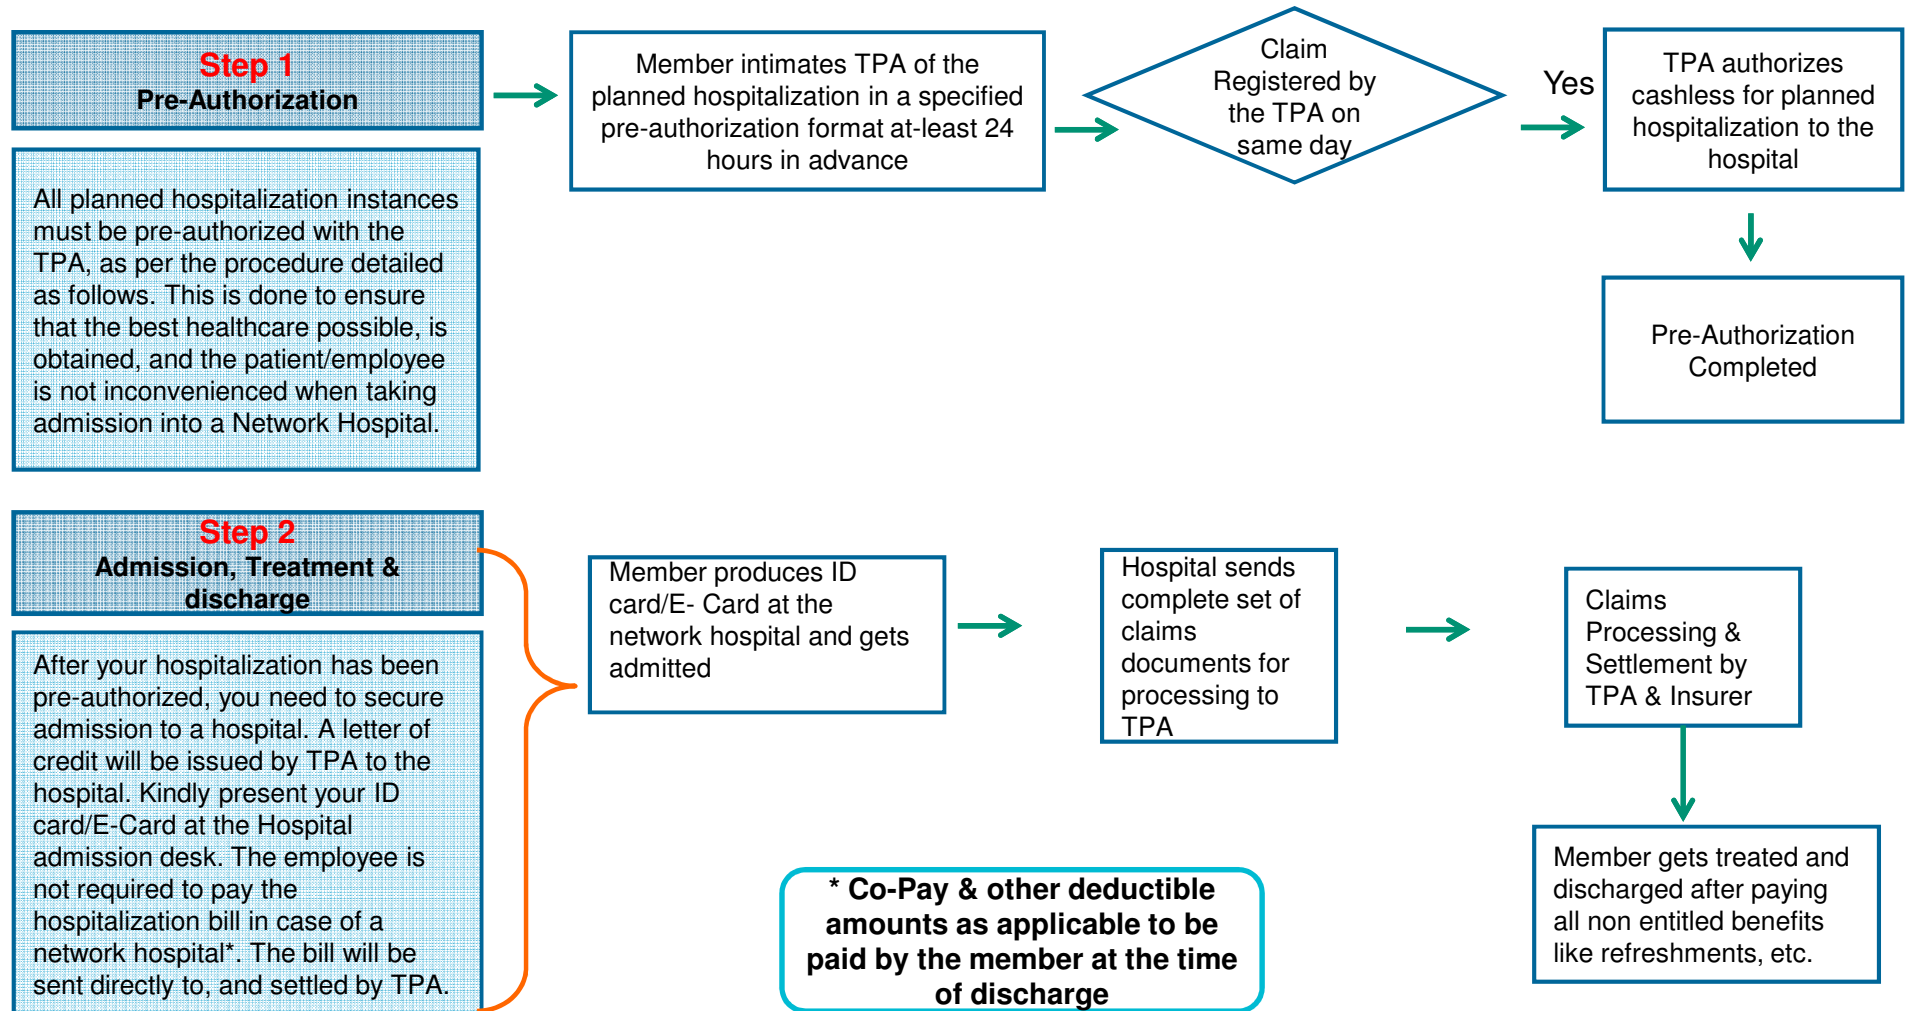 Step 1
Pre-Authorization
All planned hospitalization instances
must be pre-authorized with the
TPA, as per the procedure detailed
as follows. This is done to ensure
that the best healthcare possible, is
obtained, and the patient/employee
is not inconvenienced when taking
admission into a Network Hospital.
Member intimates TPA of the
planned hospitalization in a specified
pre-authorization format at-least 24
hours in advance
Claim
Registered by
the TPA on
same day
Yes
TPA authorizes
cashless for planned
hospitalization to the
hospital
Pre-Authorization
Completed
Step 2
Admission, Treatment &
discharge
After your hospitalization has been
pre-authorized, you need to secure
admission to a hospital. A letter of
credit will be issued by TPA to the
hospital. Kindly present your ID
card/E-Card at the Hospital
admission desk. The employee is
not required to pay the
hospitalization bill in case of a
network hospital*. The bill will be
sent directly to, and settled by TPA.
Member produces ID
card/E- Card at the
network hospital and gets
admitted
Hospital sends
complete set of
claims
documents for
processing to
TPA
Claims
Processing &
Settlement by
TPA & Insurer
Member gets treated and
discharged after paying
all non entitled benefits
like refreshments, etc.
* Co-Pay & other deductible
amounts as applicable to be
paid by the member at the time
of discharge